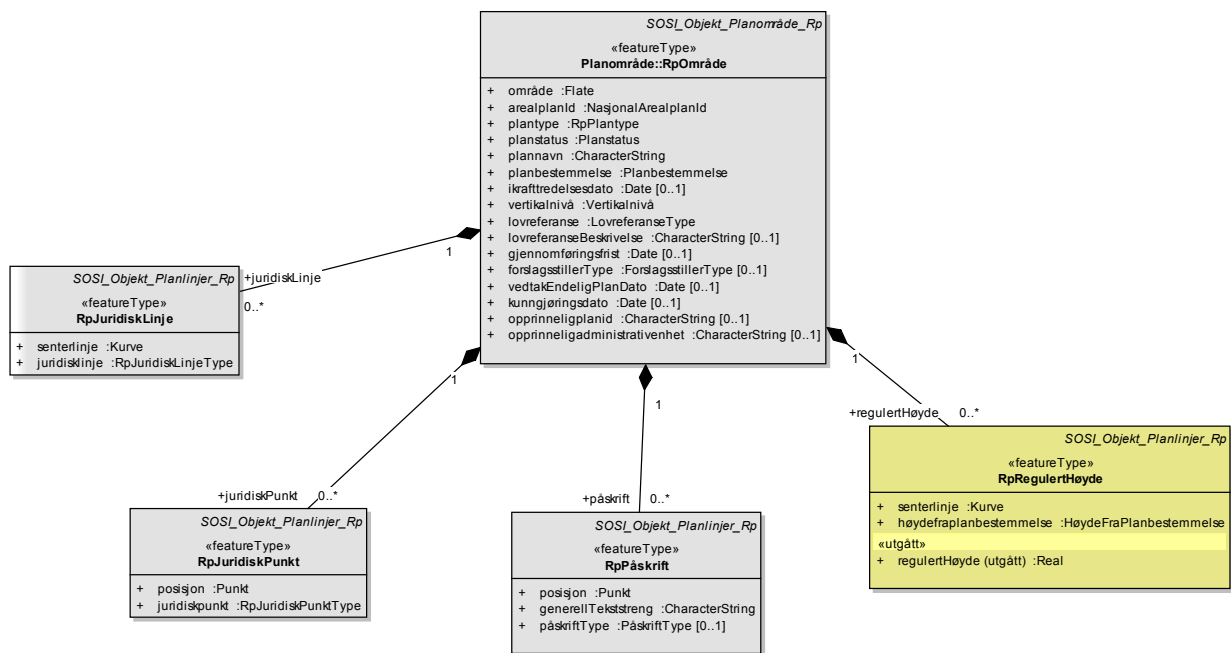 SOSI_Objekt_Planområde_Rp
«featureType»
Planområde::RpOmråde
+ område :Flate
+ arealplanId :NasjonalArealplanId
+ plantype :RpPlantype
+ planstatus :Planstatus
+ plannavn :CharacterString
+ planbestemmelse :Planbestemmelse
+ ikrafttredelsesdato :Date [0..1]
+ vertikalnivå :Vertikalnivå
+ lovreferanse :LovreferanseType
+ lovreferanseBeskrivelse :CharacterString [0..1]
+ gjennomføringsfrist :Date [0..1]
+ forslagsstillerType :ForslagsstillerType [0..1]
+ vedtakEndeligPlanDato :Date [0..1]
+ kunngjøringsdato :Date [0..1]
+ opprinneligplanid :CharacterString [0..1]
+ opprinneligadministrativenhet :CharacterString [0..1]
1
+juridiskLinje
0..*
SOSI_Objekt_Planlinjer_Rp
«featureType»
RpJuridiskLinje
+ senterlinje :Kurve
+ juridisklinje :RpJuridiskLinjeType
1
+juridiskPunkt 0..*
SOSI_Objekt_Planlinjer_Rp
«featureType»
RpJuridiskPunkt
+ posisjon :Punkt
+ juridiskpunkt :RpJuridiskPunktType
1
+påskrift 0..*
SOSI_Objekt_Planlinjer_Rp
«featureType»
RpPåskrift
+ posisjon :Punkt
+ generellTekststreng :CharacterString
+ påskriftType :PåskriftType [0..1]
1
+regulertHøyde 0..*
SOSI_Objekt_Planlinjer_Rp
«featureType»
RpRegulertHøyde
+ senterlinje :Kurve
+ høydefraplanbestemmelse :HøydeFraPlanbestemmelse
«utgått»
+ regulertHøyde (utgått) :Real